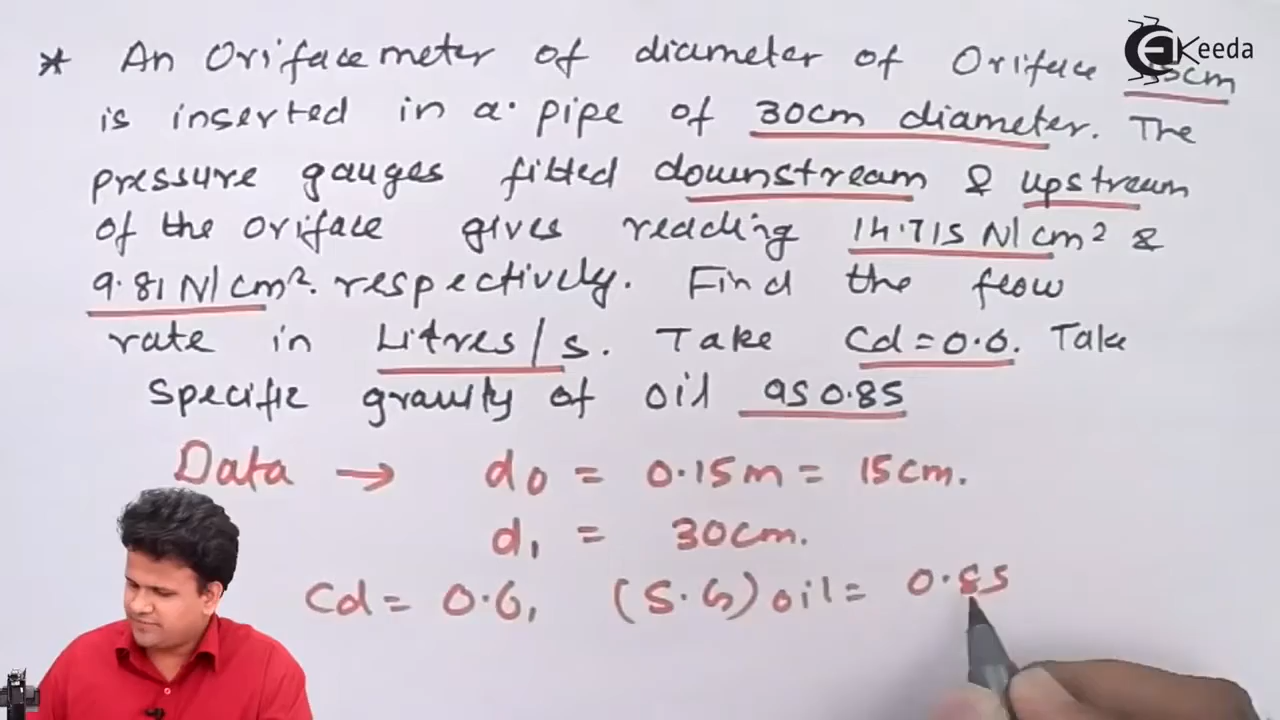 * An Oriface meter of diameter of Oriface 15cm
is inserted in a pipe of 30cm diameter. The
pressure gauges fitted downstream & upstream
of the oriface gives reading 14.715 N/cm² &
9.81 N/cm². respectively. Find the flow
rate in Litres/s. Take Cd=0.6. Take
Specific gravity of oil as 0.85
Data → do = 0.15m = 15cm.
d₁ = 30cm.
Cd = 0.6, (S.G) oil = 0.85
Keeda